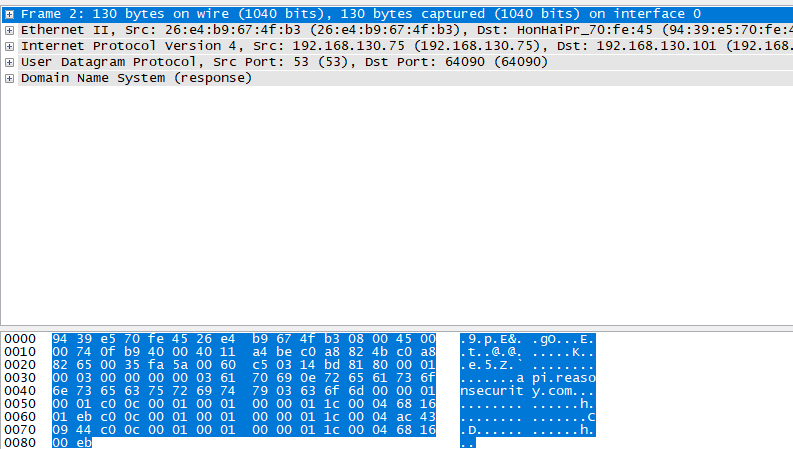 Frame 2: 130 bytes on wire (1040 bits), 130 bytes captured (1040 bits) on interface 0
Ethernet II, Src: 26:e4:b9:67:4f:b3 (26:e4:b9:67:4f:b3), Dst: HonHaiPr_70:fe:45 (94:39:e5:70:fe:4
Internet Protocol Version 4, Src: 192.168.130.75 (192.168.130.75), Dst: 192.168.130.101 (192.168
User Datagram Protocol, Src Port: 53 (53), Dst Port: 64090 (64090)
Domain Name System (response)
0000 94 39 e5 70 fe 45 26 e4 b9 67 4f b3 08 00 45 00 .9.p.E&. .gO...E.
0010 00 74 0f b9 40 00 40 11 a4 be c0 a8 82 4b c0 a8 .t..@.@. .....K..
0020 82 65 00 35 fa 5a 00 60 c5 03 14 bd 81 80 00 01 .e.5.Z.` ........
0030 00 03 00 00 00 00 03 61 70 69 0e 72 65 61 73 6f .......a pi.reaso
0040 6e 73 65 63 75 72 69 74 79 03 63 6f 6d 00 00 01 nsecurit y.com...
0050 00 01 c0 0c 00 01 00 01 00 00 01 1c 00 04 68 16 ........ ......h.
0060 01 eb c0 0c 00 01 00 01 00 00 01 1c 00 04 ac 43 ........ .......C
0070 09 44 c0 0c 00 01 00 01 00 00 01 1c 00 04 68 16 .D...... ......h.
0080 00 eb ..